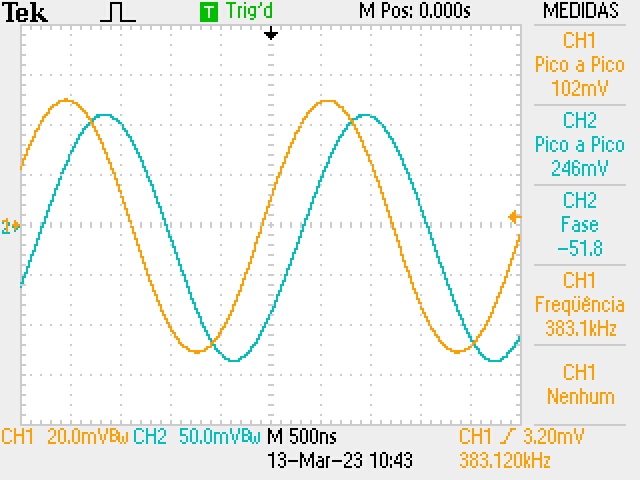 Tek T Trig'd M Pos: 0.000s MEDIDAS
CH1
Pico a Pico
102mV
CH2
Pico a Pico
246mV
CH2
Fase
-51.8
CH1
Freqüência
383.1kHz
CH1
Nenhum
2
CH1 20.0mVBw CH2 50.0mVBw M 500ns CH1 / 3.20mV
13-Mar-23 10:43 383.120kHz